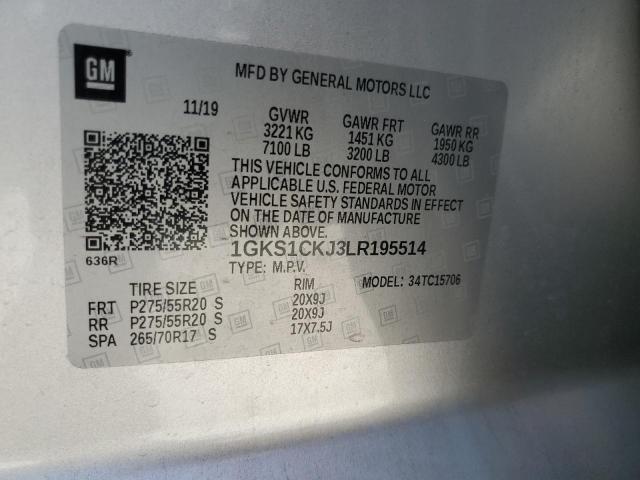 GM
MFD BY GENERAL MOTORS LLC
11/19 GVWR GAWR FRT GAWR RR
3221 KG 1451 KG 1950 KG
7100 LB 3200 LB 4300 LB
THIS VEHICLE CONFORMS TO ALL
APPLICABLE U.S. FEDERAL MOTOR
VEHICLE SAFETY STANDARDS IN EFFECT
ON THE DATE OF MANUFACTURE
SHOWN ABOVE.
636R
1GKS1CKJ3LR195514
TYPE: M.P.V. MODEL: 34TC15706
TIRE SIZE RIM
FRT P275/55R20 S 20X9J
RR P275/55R20 S 20X9J
SPA 265/70R17 S 17X7.5J